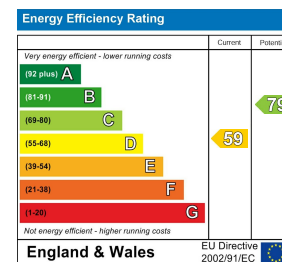 Energy Efficiency Rating
Current
Very energy efficient - lower running costs
(92 plus) A
(81-91) B
(69-80) C
79
(55-68) D
59
(39-54) E
(21-38) F
(1-20) G
Not energy efficient - higher running costs
England & Wales
EU Directive
2002/91/EC